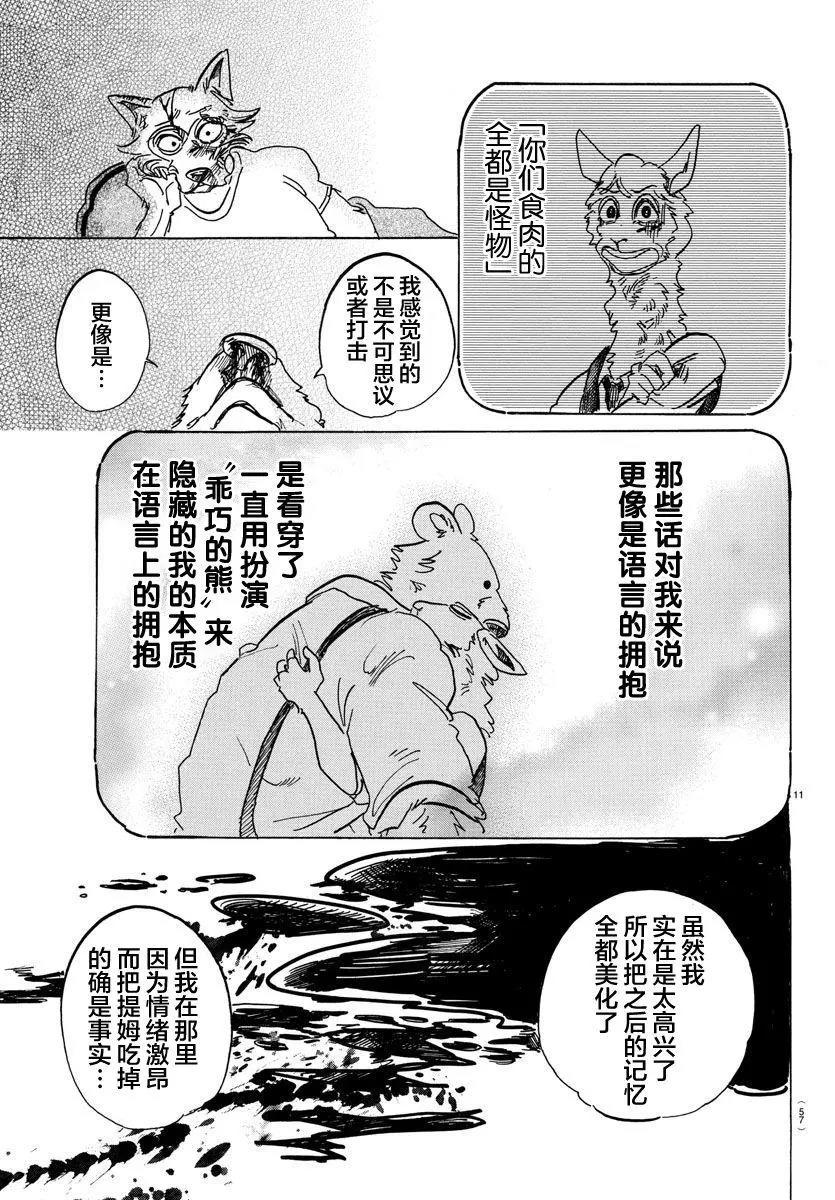 「你们食肉的
全都是怪物」
我感觉到的
不是不可思议
或者打击
更像是…
那些话对我来说
更像是语言的拥抱
是看穿了
一直用扮演
〝乖巧的熊〞来
隐藏的我的本质
在语言上的拥抱
11
虽然我
实在是太高兴了
所以把之后的记忆
全都美化了
但我在那里
因为情绪激昂
而把提姆吃掉
的确是事实…
(57)